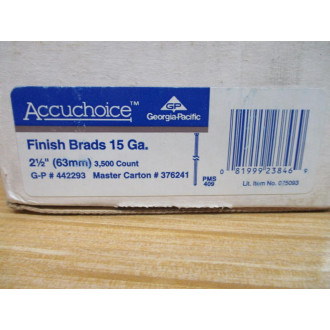 Accuchoice™
GP
Georgia-Pacific
Finish Brads 15 Ga.
2½" (63mm) 3,500 Count
G-P # 442293 Master Carton # 376241
PMS
409
0 81999 23846 6
Lit. Item No. 075093